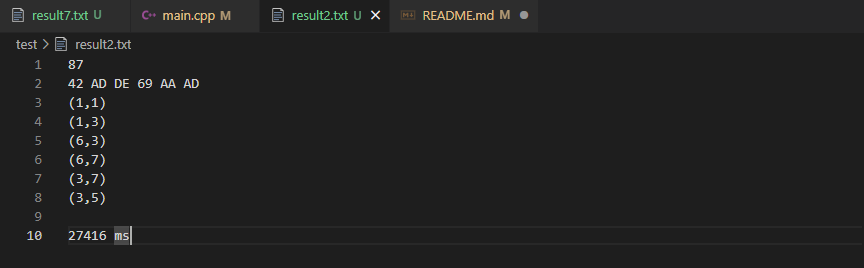 result7.txt U main.cpp M result2.txt U README.md M
test > result2.txt
1 87
2 42 AD DE 69 AA AD
3 (1,1)
4 (1,3)
5 (6,3)
6 (6,7)
7 (3,7)
8 (3,5)
9
10 27416 ms